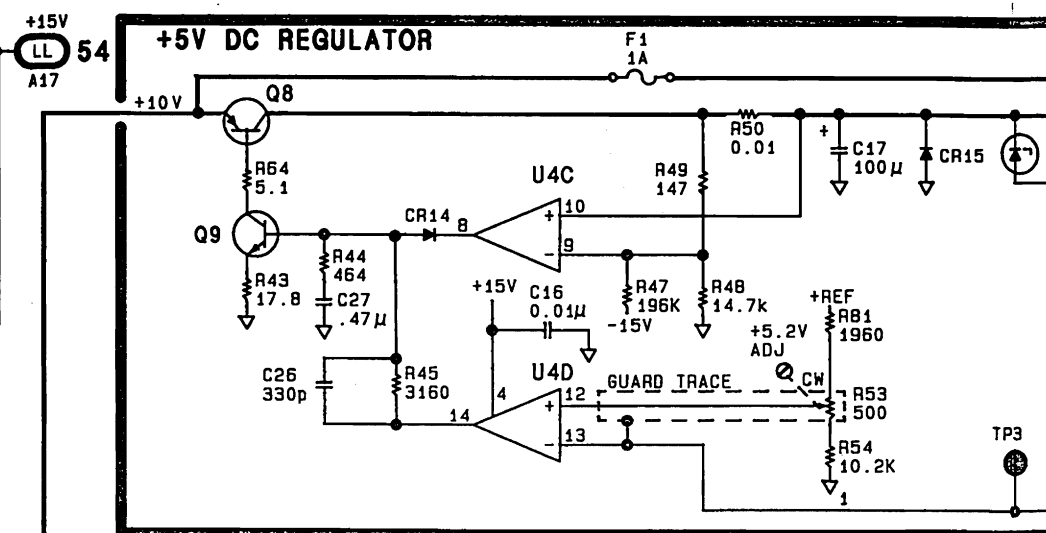 +15V
LL
54
A17
+5V DC REGULATOR
F1
1A
+10V
Q8
R50
0.01
+
C17
100µ
CR15
R64
5.1
R49
147
U4C
CR14
8
+
10
-
9
Q9
R44
464
R43
17.8
C27
.47µ
+15V
C16
0.01µ
R47
196K
-15V
R48
14.7k
+REF
R81
1960
+5.2V
ADJ
CW
C26
330p
R45
3160
U4D
4
GUARD TRACE
14
+
12
-
13
R53
500
R54
10.2K
1
TP3